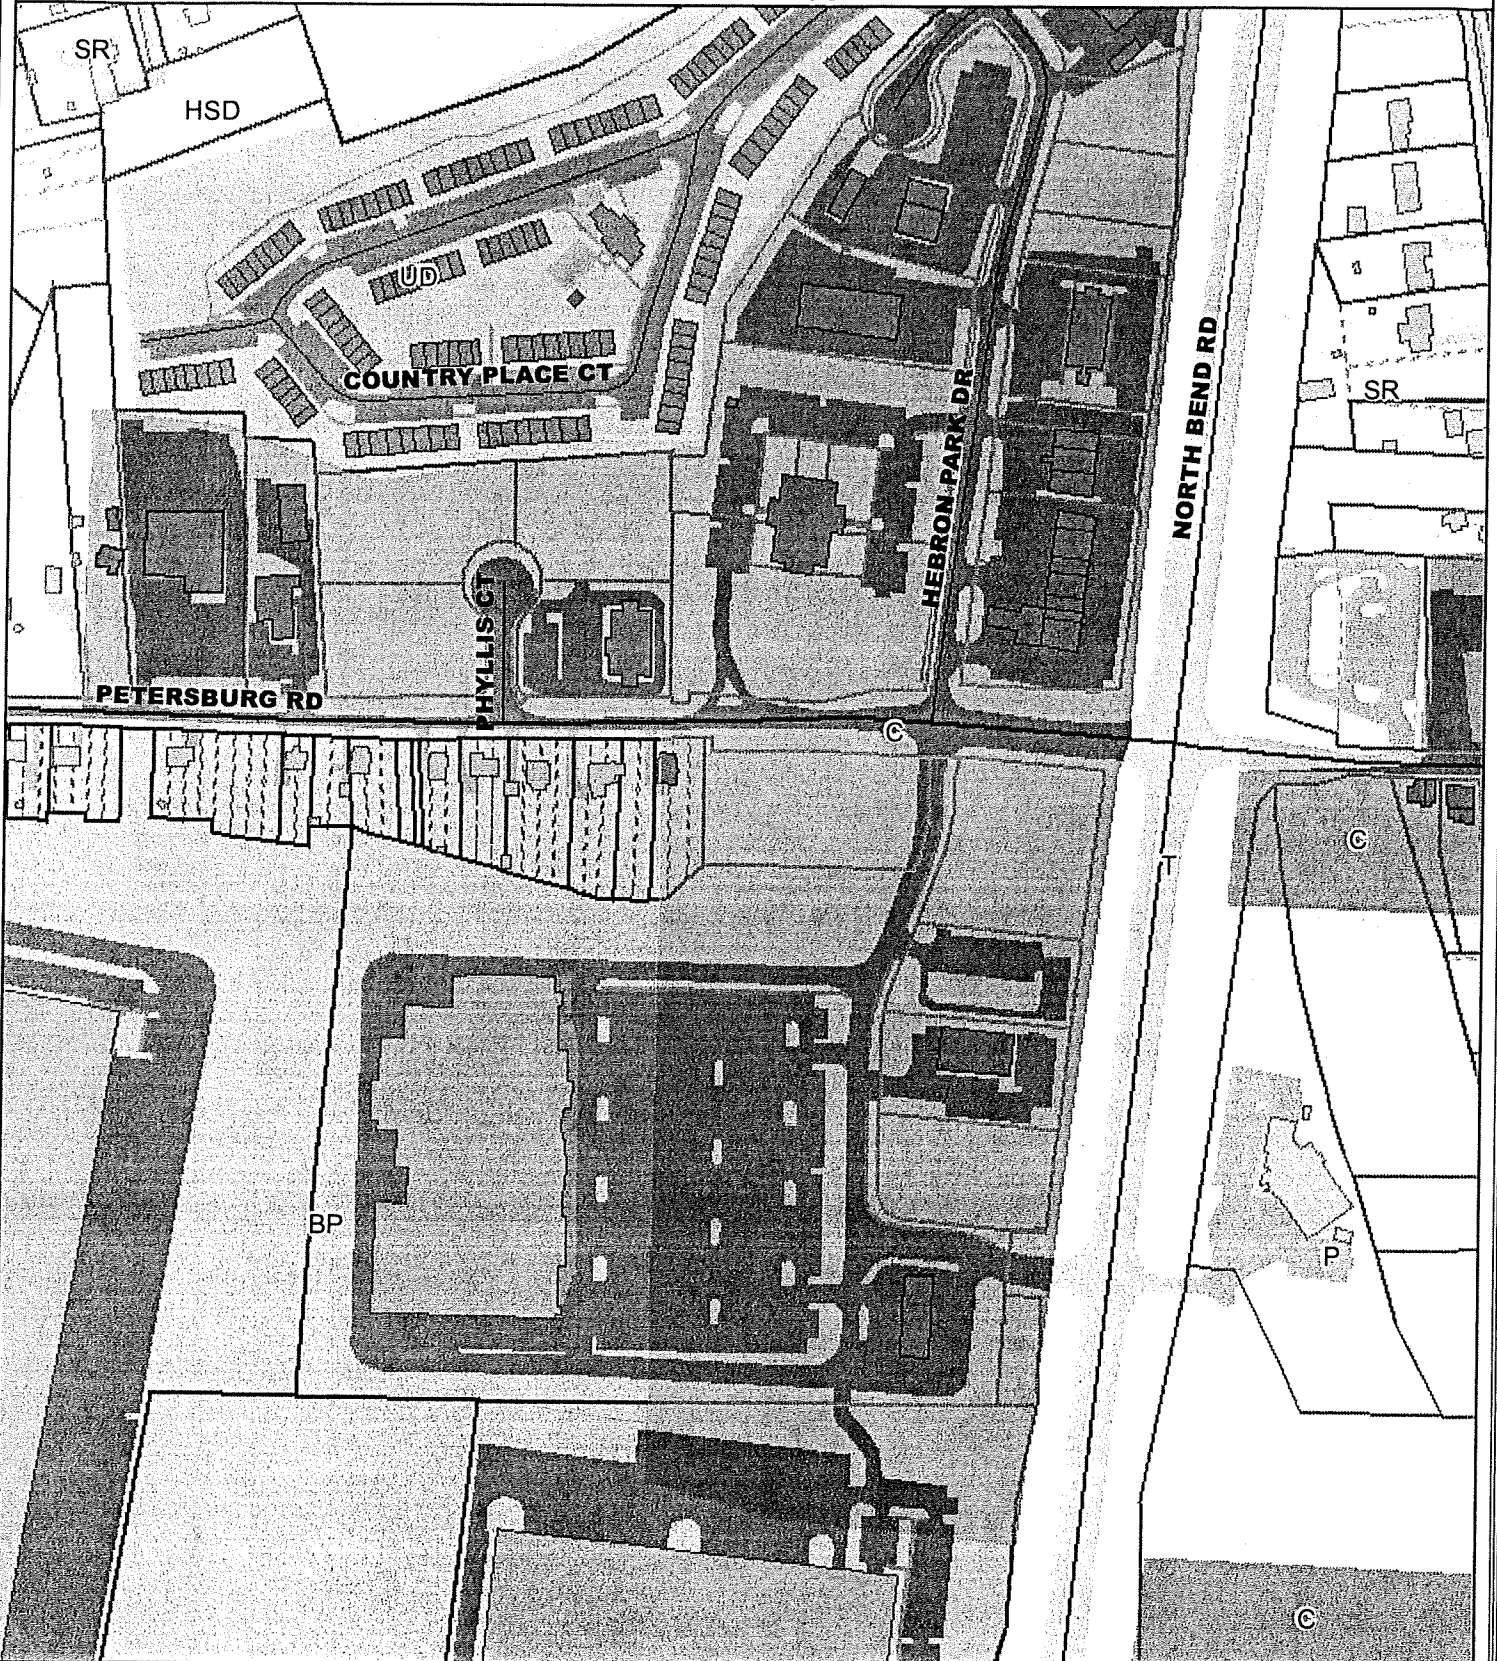 SR
HSD
UD
COUNTRY PLACE CT
HEBRON PARK DR
NORTH BEND RD
SR
PHYLLIS CT
PETERSBURG RD
C
C
T
BP
P
C